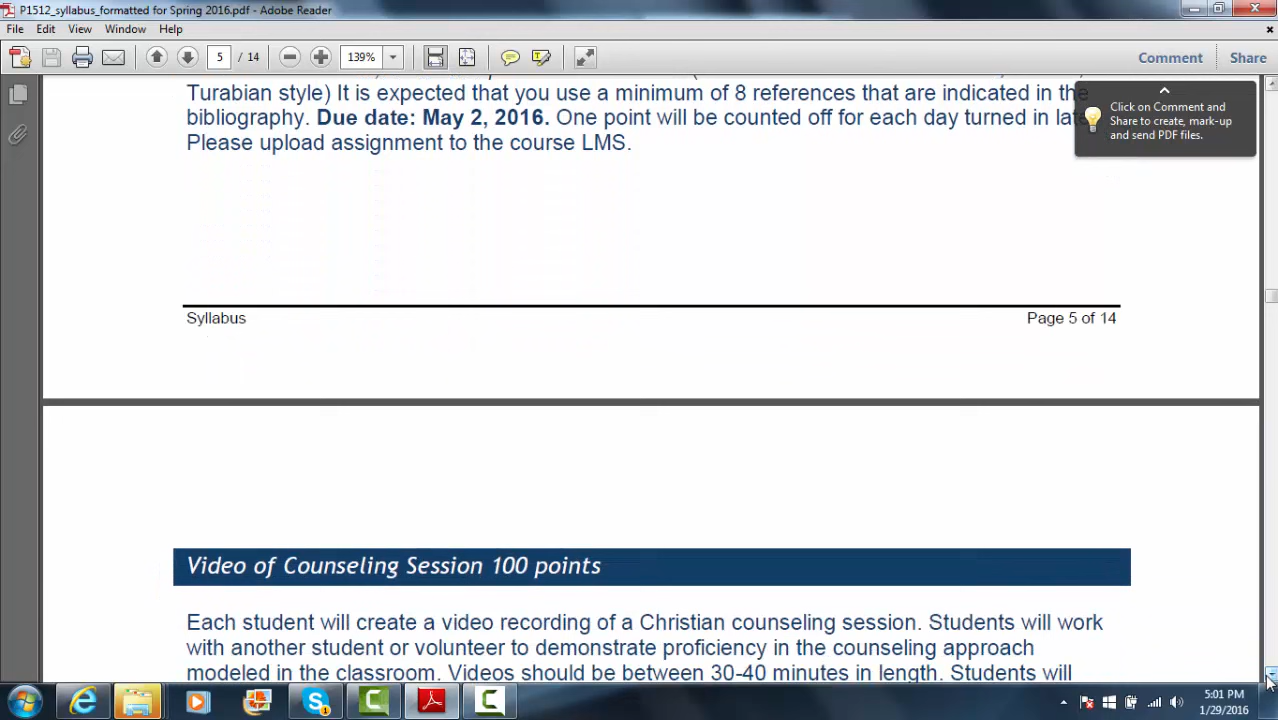 P1512_syllabus_formatted for Spring 2016.pdf - Adobe Reader
File Edit View Window Help
5 / 14 139% Comment Share
Turabian style) It is expected that you use a minimum of 8 references that are indicated in the
bibliography. Due date: May 2, 2016. One point will be counted off for each day turned in
Please upload assignment to the course LMS.
Click on Comment and
Share to create, mark-up
and send PDF files.
Syllabus Page 5 of 14
Video of Counseling Session 100 points
Each student will create a video recording of a Christian counseling session. Students will work
with another student or volunteer to demonstrate proficiency in the counseling approach
modeled in the classroom. Videos should be between 30-40 minutes in length. Students will
5:01 PM
1/29/2016